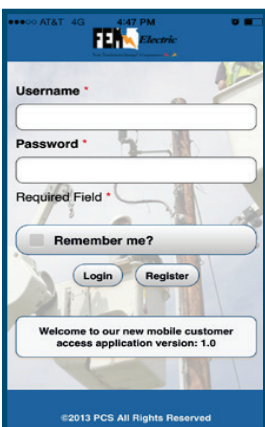 AT&T 4G 4:47 PM
FEM Electric
Username *
Password *
Required Field *
Remember me?
Login Register
Welcome to our new mobile customer
access application version: 1.0
©2013 PCS All Rights Reserved